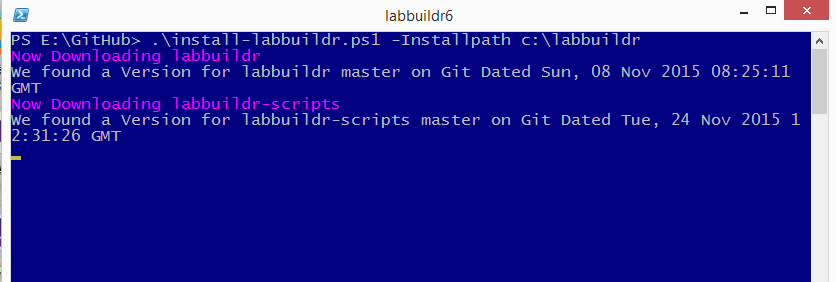 labbuildr6
PS E:\GitHub> .\install-labbuildr.ps1 -Installpath c:\labbuildr
Now Downloading labbuildr
We found a Version for labbuildr master on Git Dated Sun, 08 Nov 2015 08:25:11
GMT
Now Downloading labbuildr-scripts
We found a Version for labbuildr-scripts master on Git Dated Tue, 24 Nov 2015 1
2:31:26 GMT